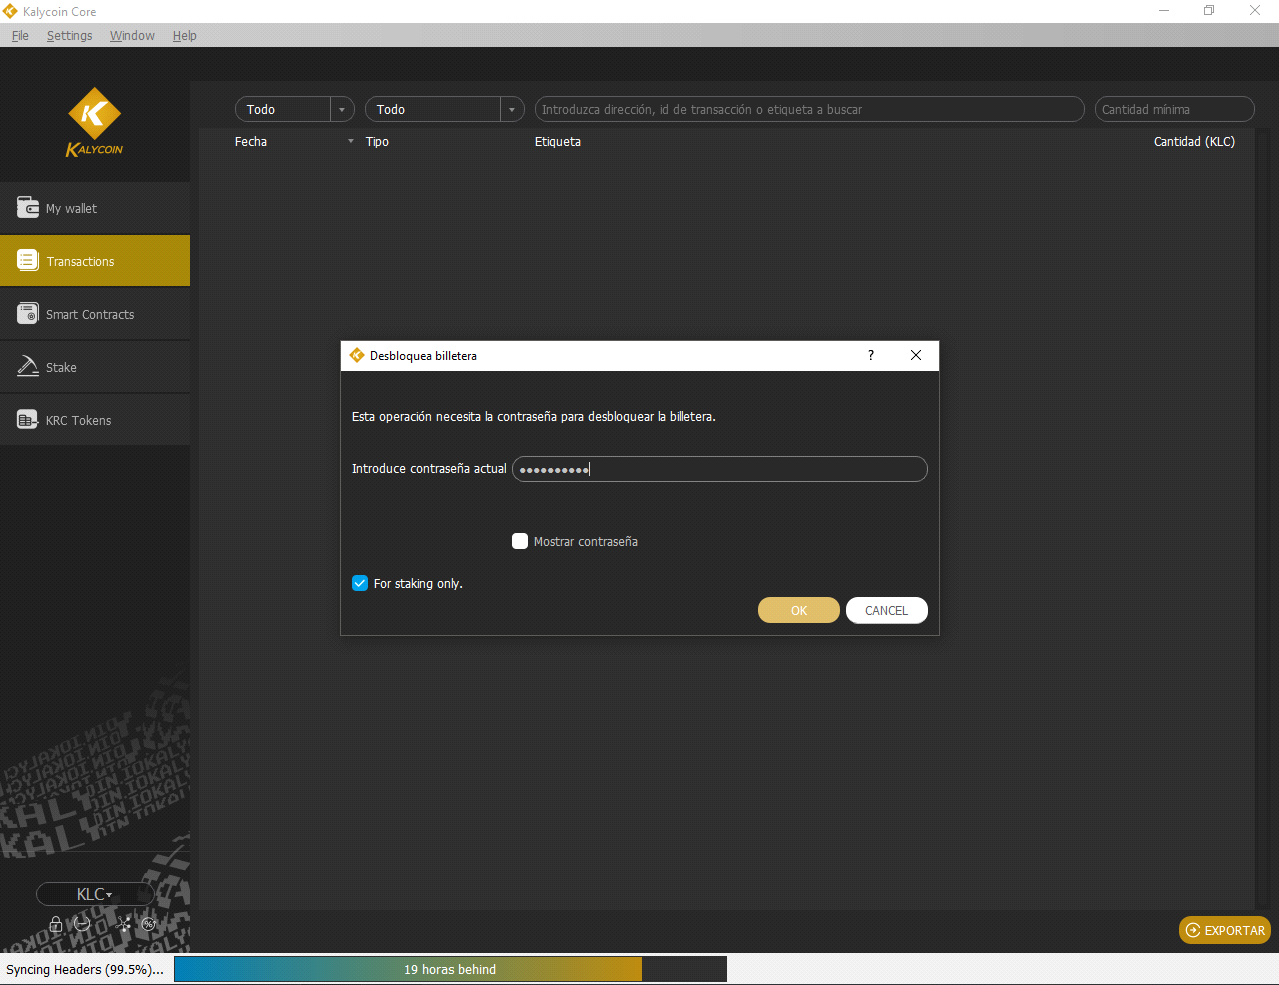 Kalycoin Core
File Settings Window Help
KALYCOIN
Todo Todo Introduzca dirección, id de transacción o etiqueta a buscar Cantidad mínima
Fecha Tipo Etiqueta Cantidad (KLC)
My wallet
Transactions
Smart Contracts
Stake
KRC Tokens
Desbloquea billetera ?
Esta operación necesita la contraseña para desbloquear la billetera.
Introduce contraseña actual ●●●●●●●●●●
Mostrar contraseña
For staking only.
OK CANCEL
KLC
EXPORTAR
Syncing Headers (99.5%)... 19 horas behind